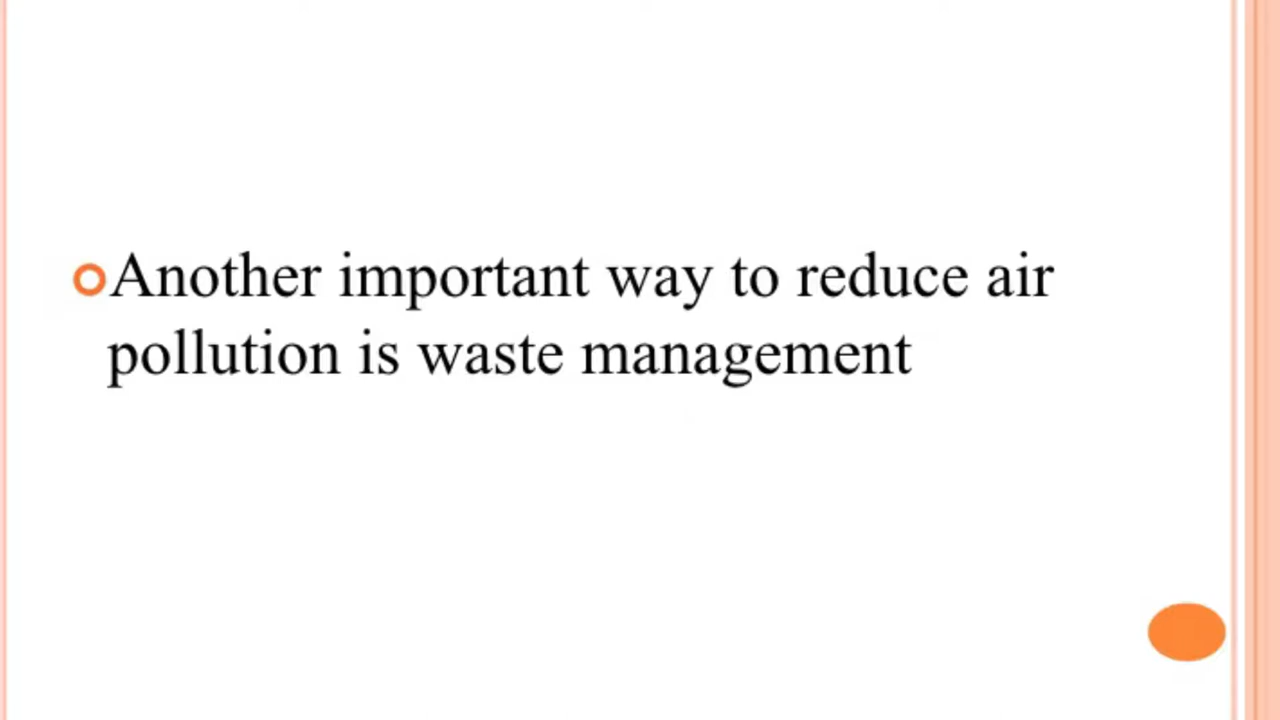 Another important way to reduce air
pollution is waste management